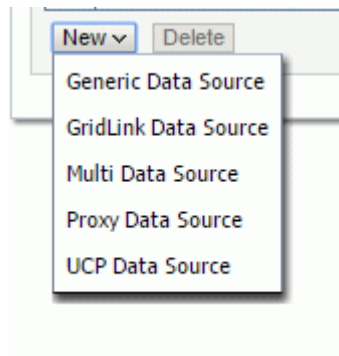 New Delete
Generic Data Source
GridLink Data Source
Multi Data Source
Proxy Data Source
UCP Data Source